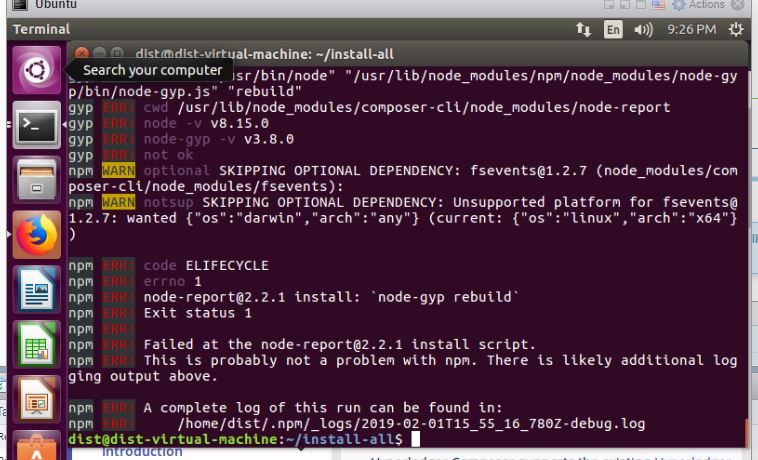 Ubuntu
Actions
Terminal
En
9:26 PM
dist@dist-virtual-machine: ~/install-all
Search your computer
sr/bin/node" "/usr/lib/node_modules/npm/node_modules/node-gy
p/bin/node-gyp.js" "rebuild"
gyp ERR! cwd /usr/lib/node_modules/composer-cli/node_modules/node-report
gyp ERR! node -v v8.15.0
gyp ERR! node-gyp -v v3.8.0
gyp ERR! not ok
npm WARN optional SKIPPING OPTIONAL DEPENDENCY: fsevents@1.2.7 (node_modules/com
poser-cli/node_modules/fsevents):
npm WARN notsup SKIPPING OPTIONAL DEPENDENCY: Unsupported platform for fsevents@
1.2.7: wanted {"os":"darwin","arch":"any"} (current: {"os":"linux","arch":"x64"}
)
npm ERR! code ELIFECYCLE
npm ERR! errno 1
npm ERR! node-report@2.2.1 install: `node-gyp rebuild`
npm ERR! Exit status 1
npm ERR!
npm ERR! Failed at the node-report@2.2.1 install script.
npm ERR! This is probably not a problem with npm. There is likely additional log
ging output above.
npm ERR! A complete log of this run can be found in:
npm ERR!     /home/dist/.npm/_logs/2019-02-01T15_55_16_780Z-debug.log
dist@dist-virtual-machine:~/install-all$
Introduction